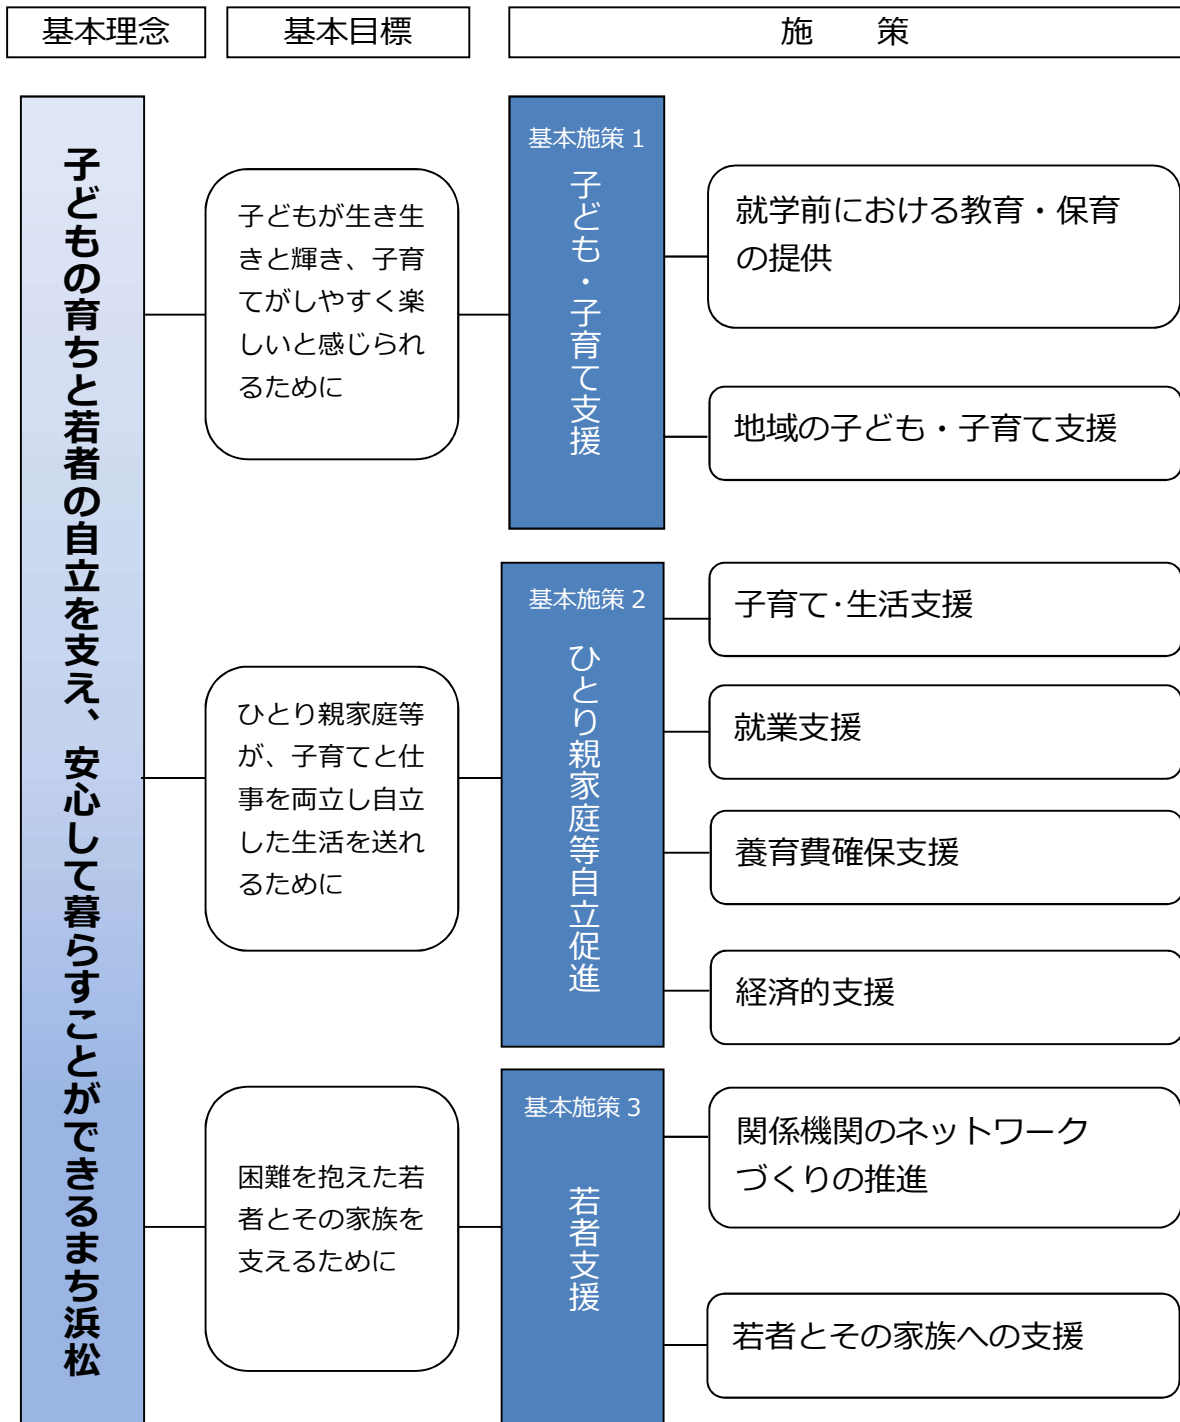 基本理念
基本目標
施　　策
子どもの育ちと若者の自立を支え、安心して暮らすことができるまち浜松
子どもが生き生
きと輝き、子育
てがしやすく楽
しいと感じられ
るために
基本施策 1
子ども・子育て支援
就学前における教育・保育
の提供
地域の子ども・子育て支援
ひとり親家庭等
が、子育てと仕
事を両立し自立
した生活を送れ
るために
基本施策 2
ひとり親家庭等自立促進
子育て･生活支援
就業支援
養育費確保支援
経済的支援
困難を抱えた若
者とその家族を
支えるために
基本施策 3
若者支援
関係機関のネットワーク
づくりの推進
若者とその家族への支援